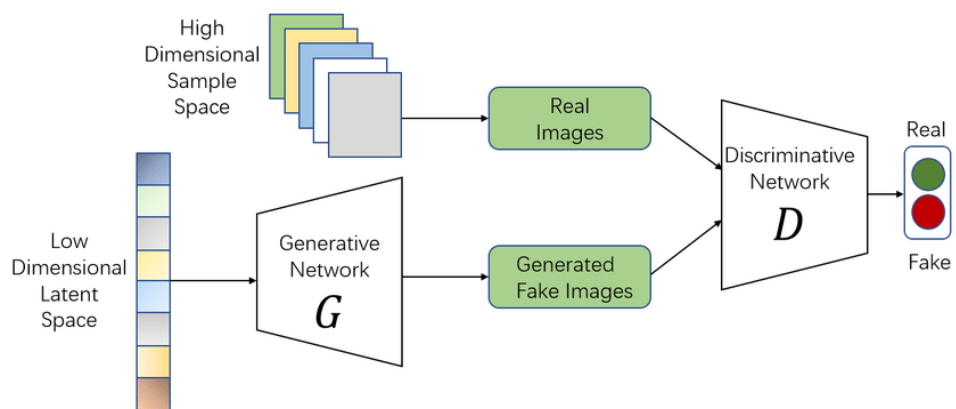 High
Dimensional
Sample
Space
Real
Images
Real
Discriminative
Network
D
Fake
Low
Dimensional
Latent
Space
Generative
Network
G
Generated
Fake Images